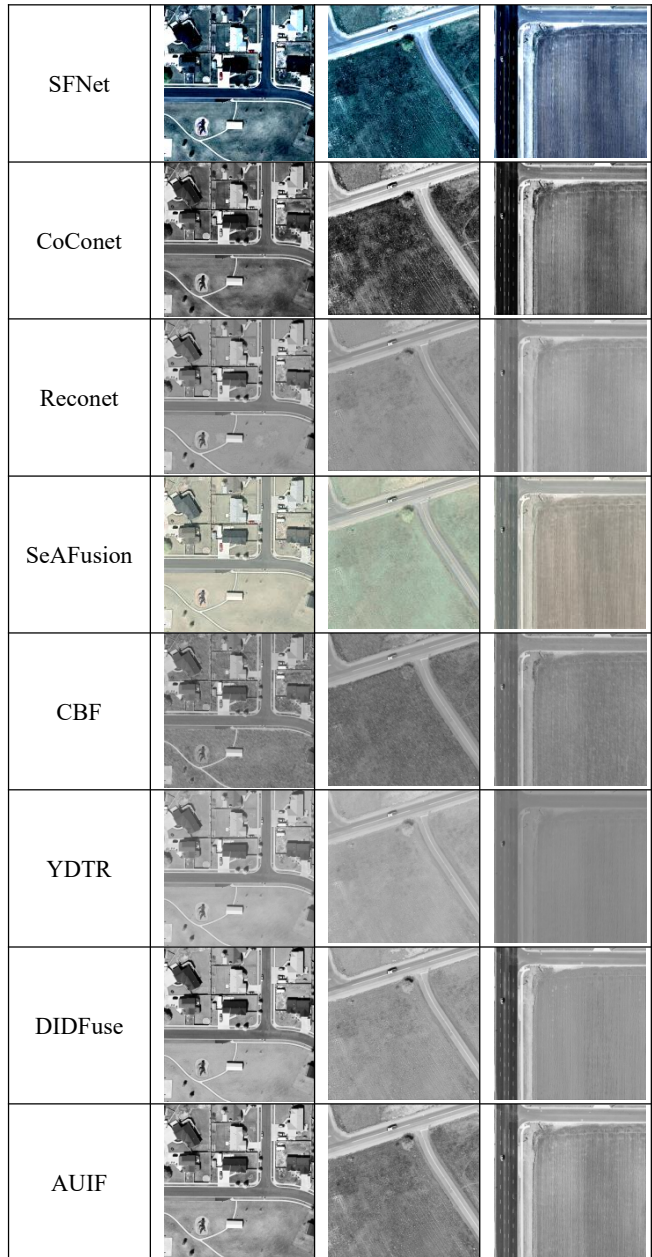 SFNet
CoConet
Reconet
SeAFusion
CBF
YDTR
DIDFuse
AUIF